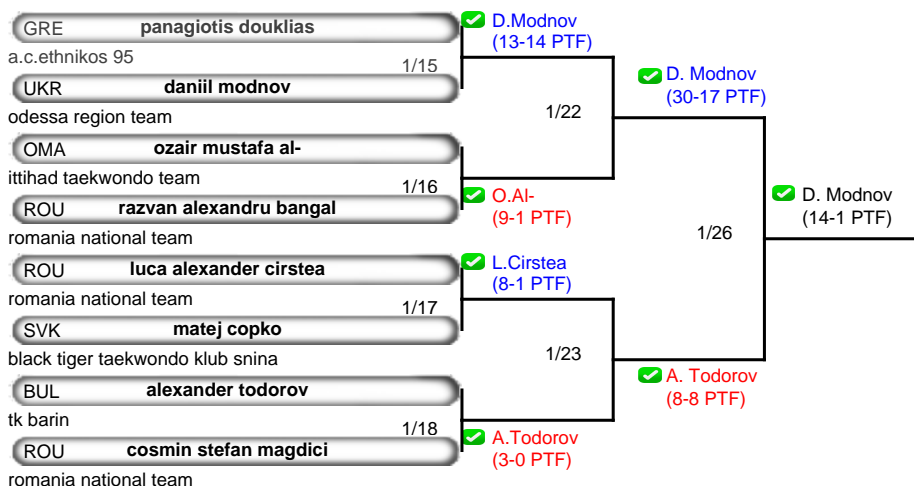 GRE panagiotis douklias
a.c.ethnikos 95
1/15
UKR daniil modnov
odessa region team
D.Modnov
(13-14 PTF)
OMA ozair mustafa al-
ittihad taekwondo team
1/16
ROU razvan alexandru bangal
romania national team
O.Al-
(9-1 PTF)
1/22
D. Modnov
(30-17 PTF)
ROU luca alexander cirstea
romania national team
1/17
SVK matej copko
black tiger taekwondo klub snina
L.Cirstea
(8-1 PTF)
BUL alexander todorov
tk barin
1/18
ROU cosmin stefan magdici
romania national team
A.Todorov
(3-0 PTF)
1/23
A. Todorov
(8-8 PTF)
1/26
D. Modnov
(14-1 PTF)